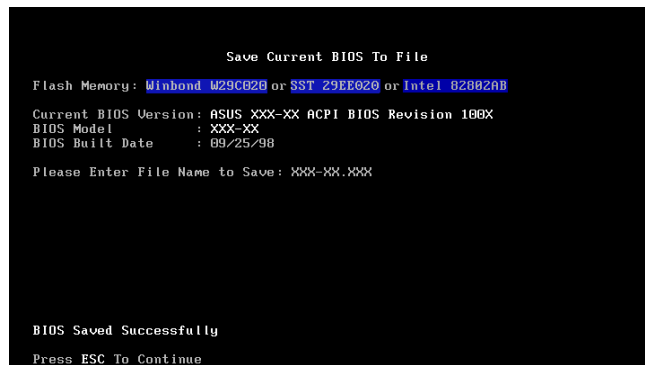 Save Current BIOS To File
Flash Memory: Winbond W29C020 or SST 29EE020 or Intel 82802AB
Current BIOS Version: ASUS XXX-XX ACPI BIOS Revision 100X
BIOS Model : XXX-XX
BIOS Built Date : 09/25/98
Please Enter File Name to Save: XXX-XX.XXX
BIOS Saved Successfully
Press ESC To Continue